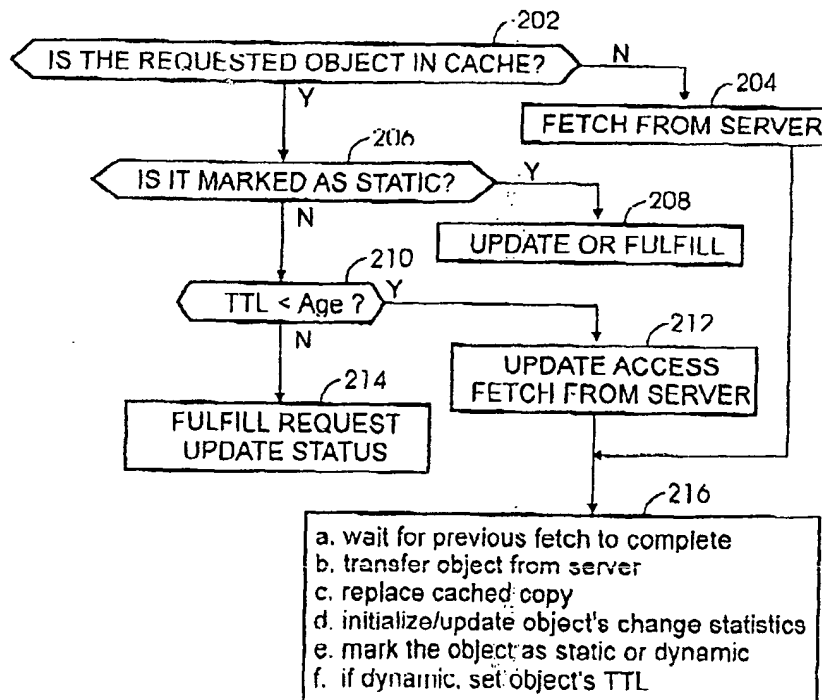 202
IS THE REQUESTED OBJECT IN CACHE?
N
Y
204
FETCH FROM SERVER
206
IS IT MARKED AS STATIC?
Y
N
208
UPDATE OR FULFILL
210
TTL < Age ?
Y
N
212
UPDATE ACCESS
FETCH FROM SERVER
214
FULFILL REQUEST
UPDATE STATUS
216
a. wait for previous fetch to complete
b. transfer object from server
c. replace cached copy
d. initialize/update object's change statistics
e. mark the object as static or dynamic
f. if dynamic, set object's TTL